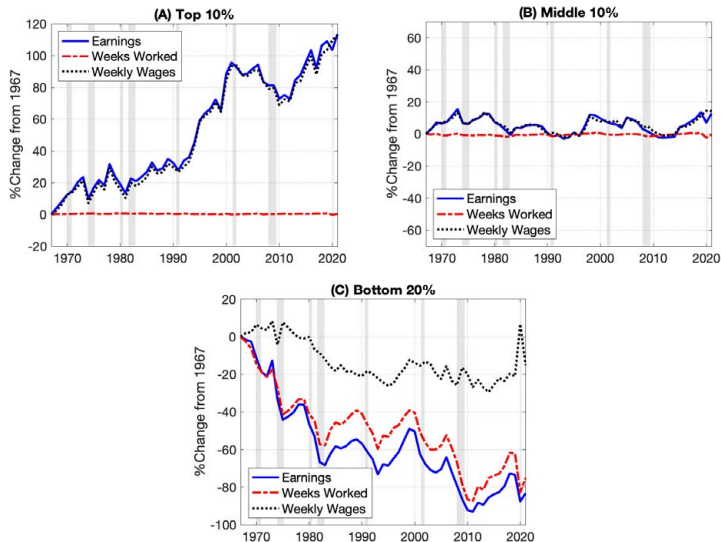 (A) Top 10%
%Change from 1967
120
100
80
60
40
20
0
-20
Earnings
Weeks Worked
Weekly Wages
1970 1980 1990 2000 2010 2020
(B) Middle 10%
%Change from 1967
60
40
20
0
-20
-40
-60
Earnings
Weeks Worked
Weekly Wages
1970 1980 1990 2000 2010 2020
(C) Bottom 20%
%Change from 1967
20
0
-20
-40
-60
-80
-100
Earnings
Weeks Worked
Weekly Wages
1970 1980 1990 2000 2010 2020